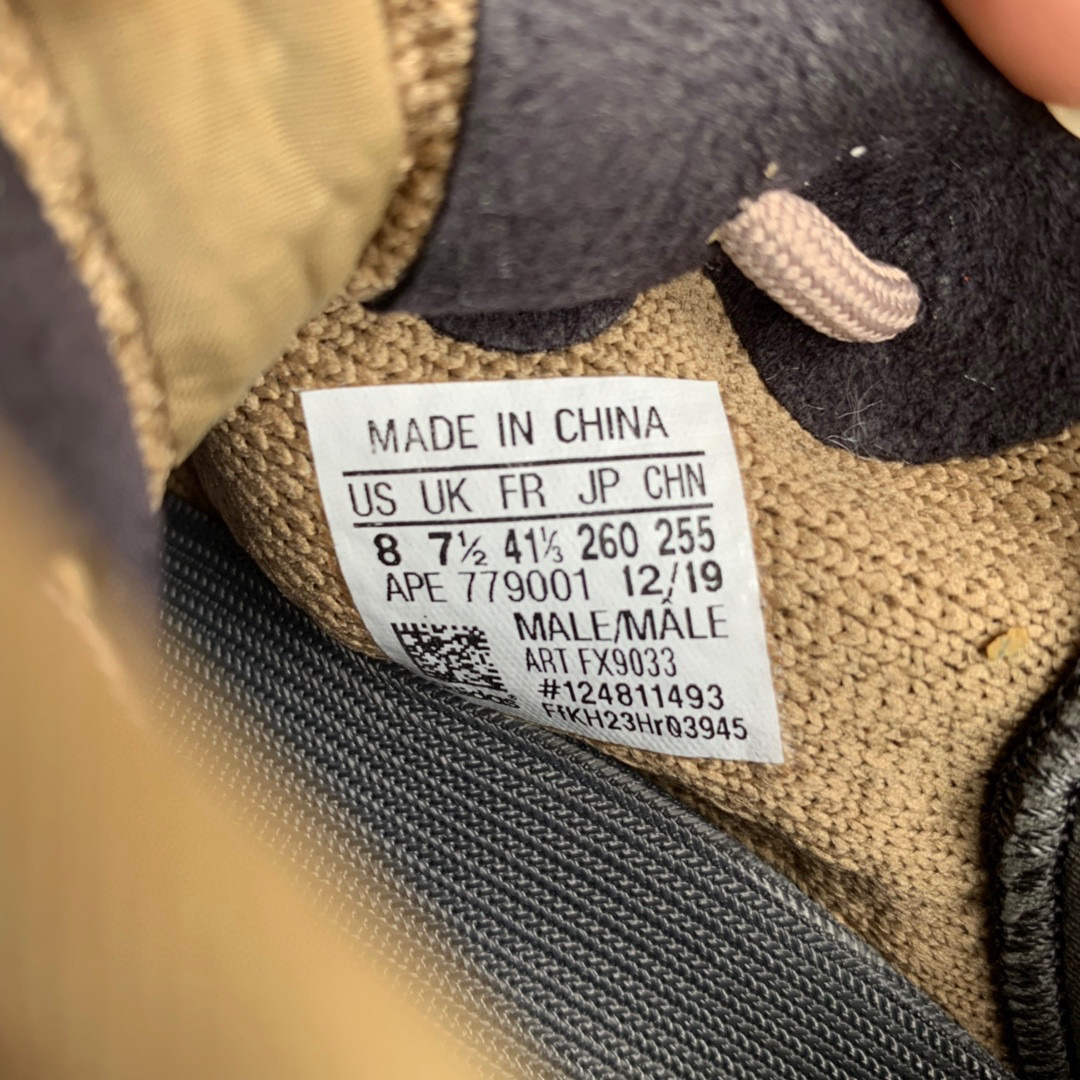 MADE IN CHINA
US UK FR JP CHN
8 7½ 41⅓ 260 255
APE 779001 12/19
MALE/MÂLE
ART FX9033
#124811493
FfKH23HrQ3945